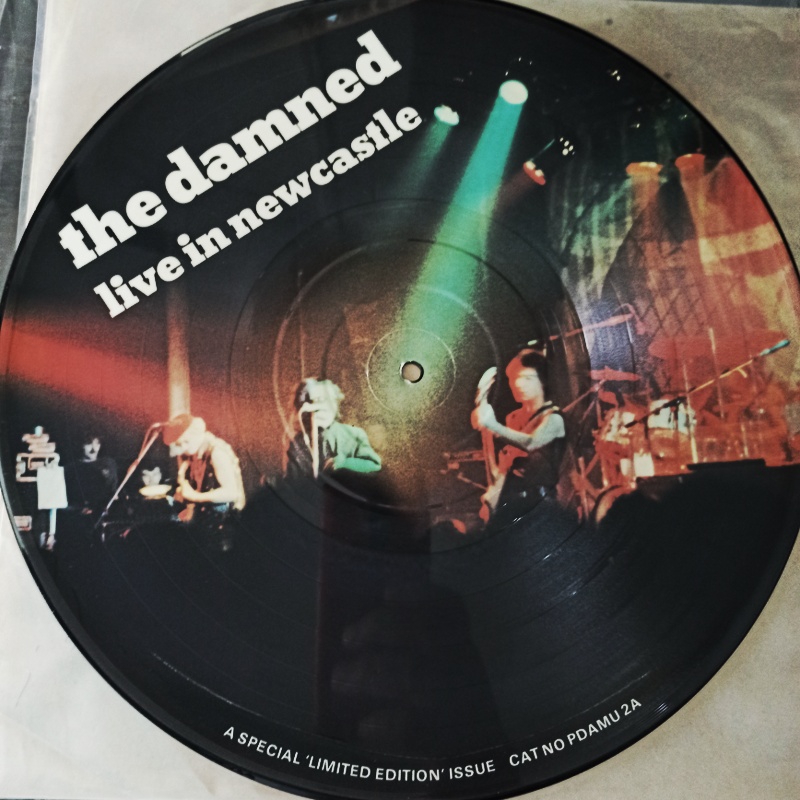 the damned
live in newcastle
A SPECIAL 'LIMITED EDITION' ISSUE CAT NO PDAMU 2A